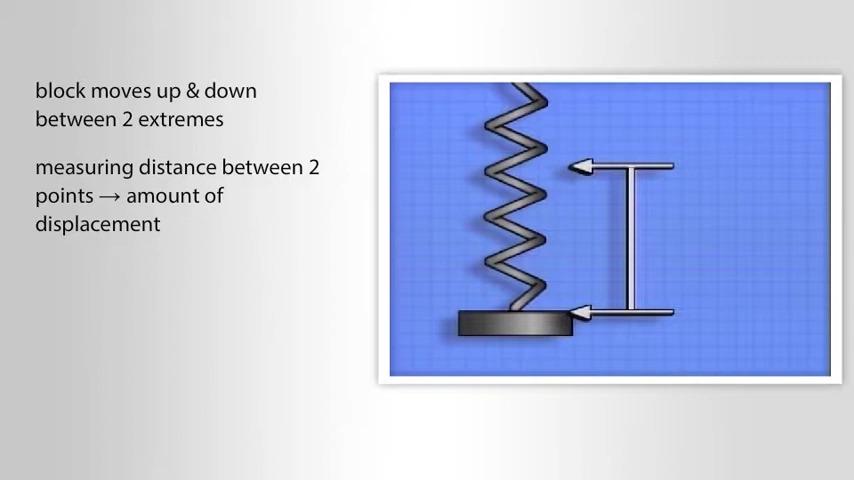 block moves up & down
between 2 extremes
measuring distance between 2
points → amount of
displacement